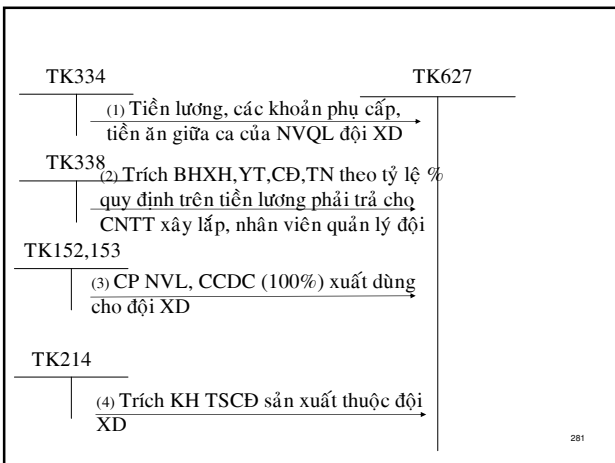 TK334
TK627
(1) Tiền lương, các khoản phụ cấp,
tiền ăn giữa ca của NVQL đội XD
TK338
(2) Trích BHXH,YT,CĐ,TN theo tỷ lệ %
quy định trên tiền lương phải trả cho
CNTT xây lắp, nhân viên quản lý đội
TK152,153
(3) CP NVL, CCDC (100%) xuất dùng
cho đội XD
TK214
(4) Trích KH TSCĐ sản xuất thuộc đội
XD
281